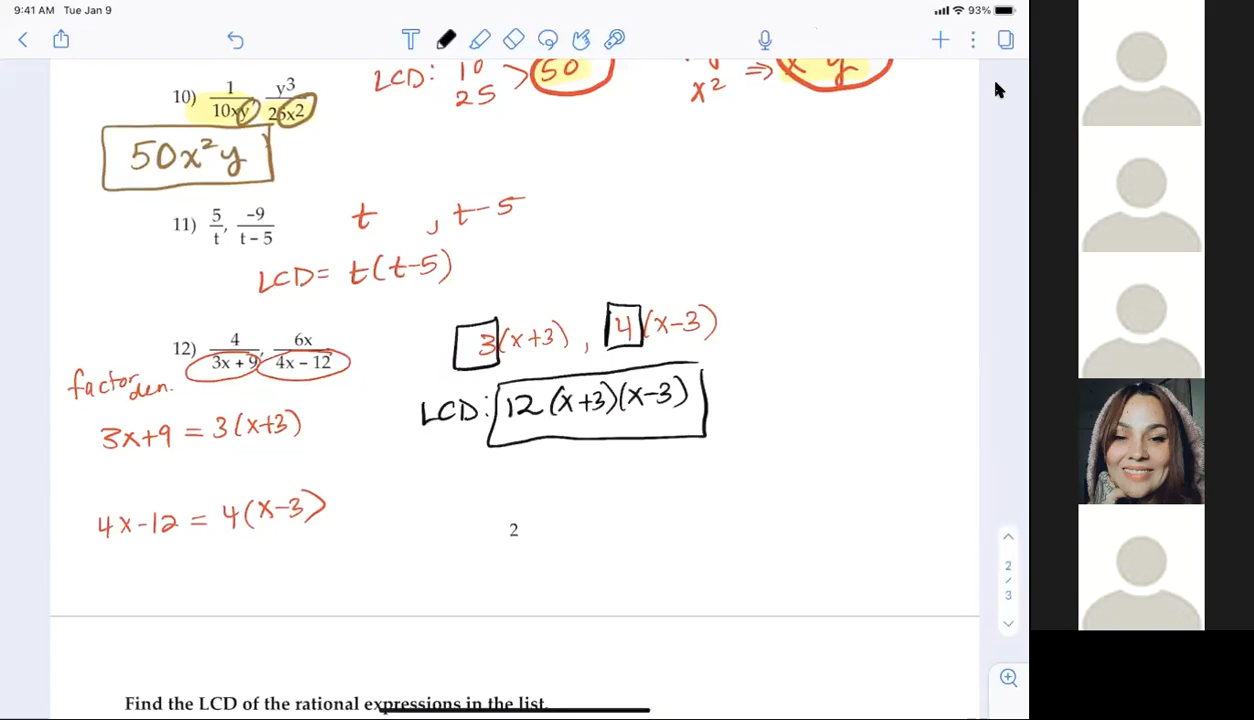 9:41 AM Tue Jan 9
93%
T
LCD: 10 > 50
25
x² ⇒ x² y
10) 1/10xy, y3/25x2
50x²y
11) 5/t, –9/t – 5
t , t-5
LCD= t(t-5)
12) 4/3x + 9, 6x/4x – 12
3(x+3) , 4(x-3)
factor den.
LCD: 12(x+3)(x-3)
3x+9 = 3(x+3)
4x-12 = 4(x-3)
2
2
/
3
Find the LCD of the rational expressions in the list.